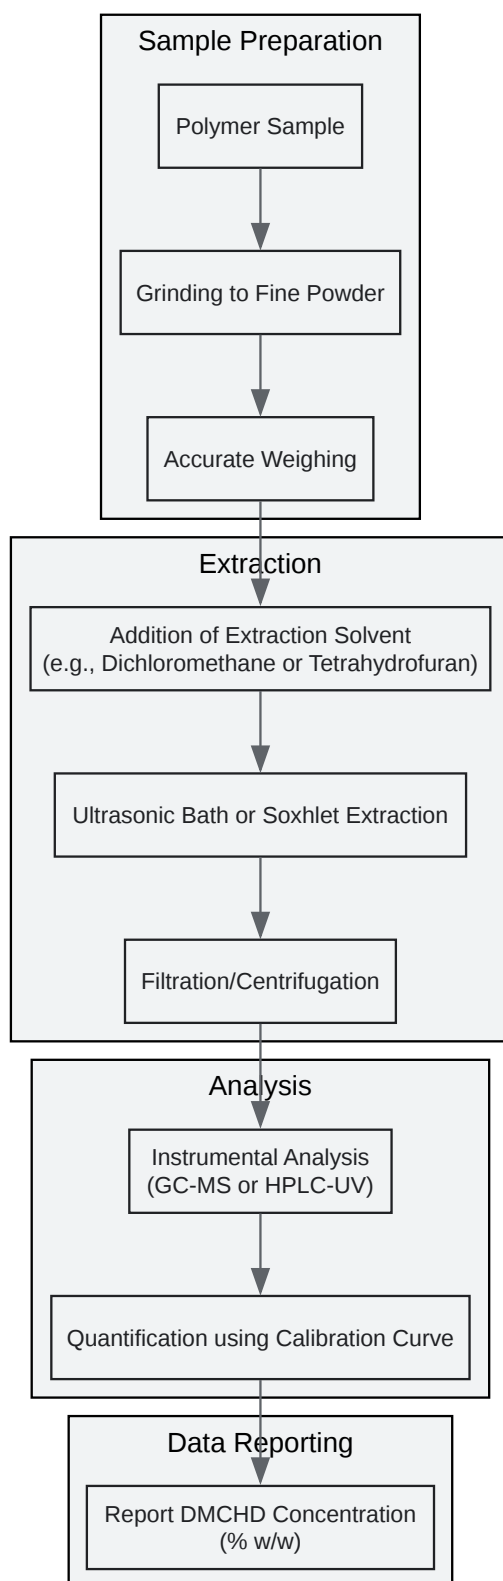 Sample Preparation
Polymer Sample
Grinding to Fine Powder
Accurate Weighing
Extraction
Addition of Extraction Solvent
(e.g., Dichloromethane or Tetrahydrofuran)
Ultrasonic Bath or Soxhlet Extraction
Filtration/Centrifugation
Analysis
Instrumental Analysis
(GC-MS or HPLC-UV)
Quantification using Calibration Curve
Data Reporting
Report DMCHD Concentration
(% w/w)